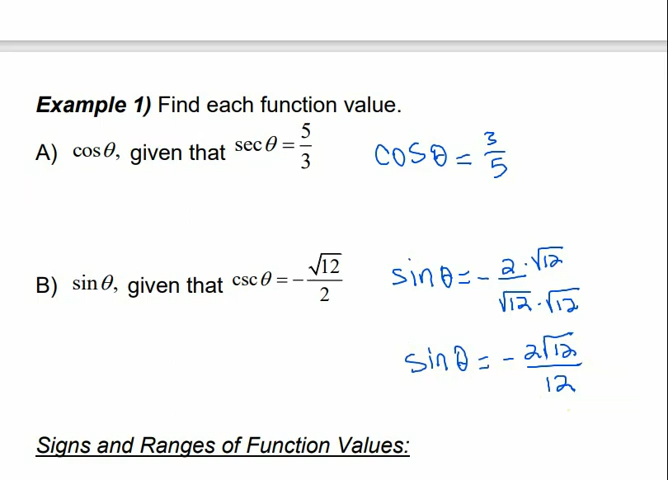 Example 1) Find each function value.
A) cosθ, given that secθ = 5/3 cosθ = 3/5
B) sinθ, given that cscθ = -√12/2 sinθ = - 2·√12/√12·√12
sinθ = - 2√12/12
Signs and Ranges of Function Values: